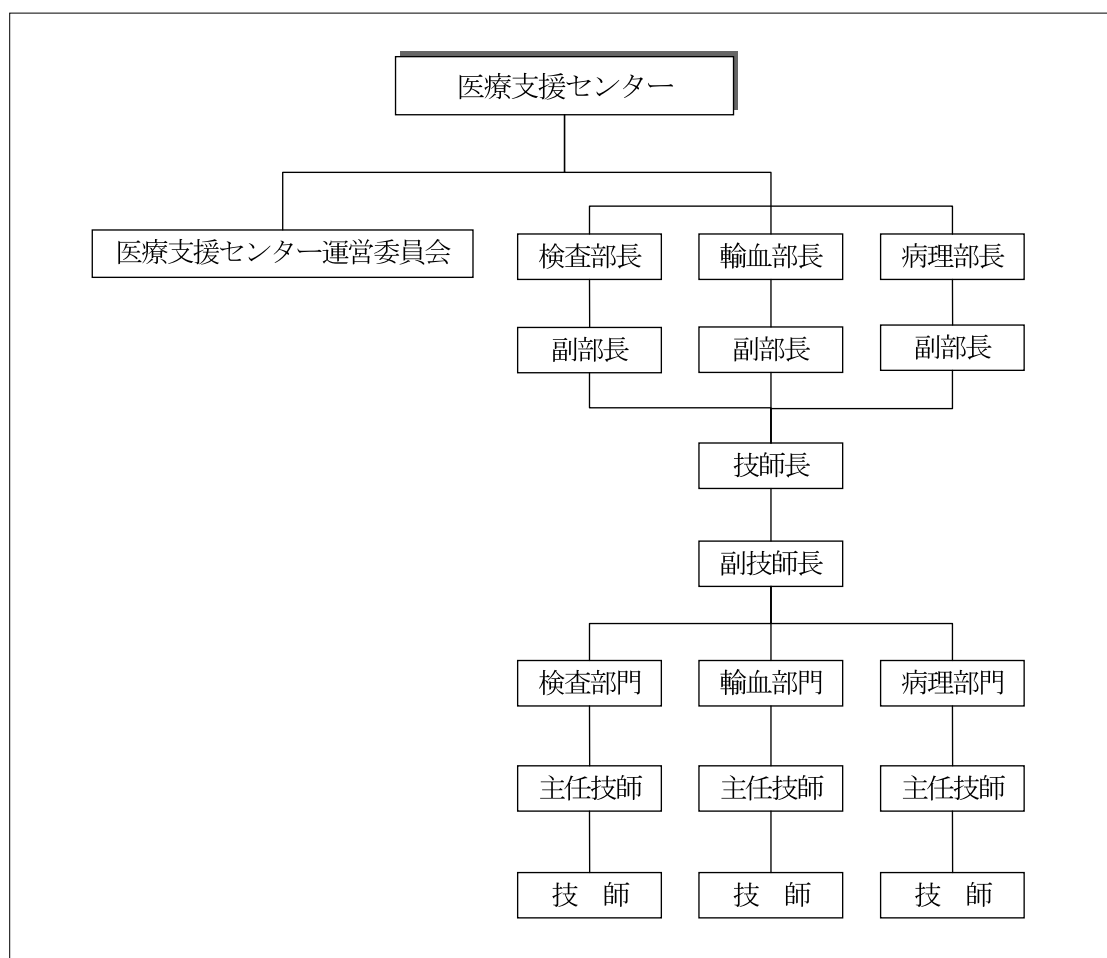 医療支援センター
医療支援センター運営委員会
検査部長
輸血部長
病理部長
副部長
副部長
副部長
技師長
副技師長
検査部門
輸血部門
病理部門
主任技師
主任技師
主任技師
技　師
技　師
技　師